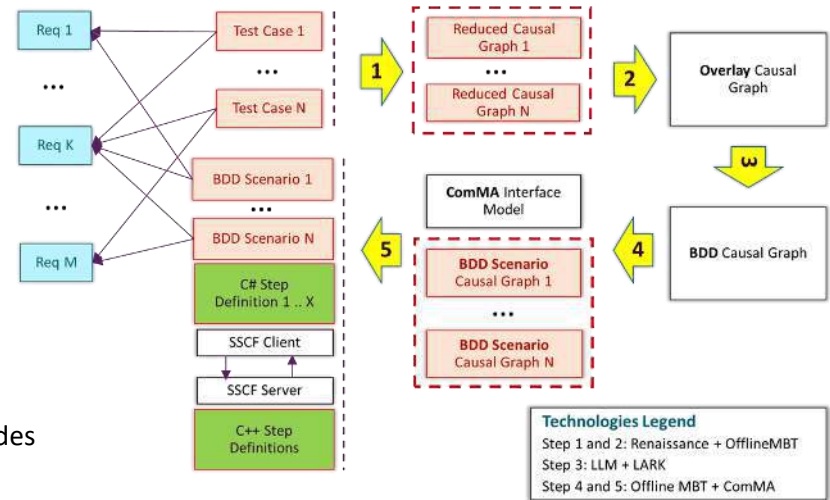 Req 1
...
Req K
...
Req M
Test Case 1
...
Test Case N
BDD Scenario 1
...
BDD Scenario N
C# Step
Definition 1 .. X
SSCF Client
SSCF Server
C++ Step
Definitions
1
Reduced Causal
Graph 1
...
Reduced Causal
Graph N
2
Overlay Causal
Graph
3
BDD Causal Graph
4
ComMA Interface
Model
BDD Scenario
Causal Graph 1
...
BDD Scenario
Causal Graph N
5
des
Technologies Legend
Step 1 and 2: Renaissance + OfflineMBT
Step 3: LLM + LARK
Step 4 and 5: Offline MBT + ComMA